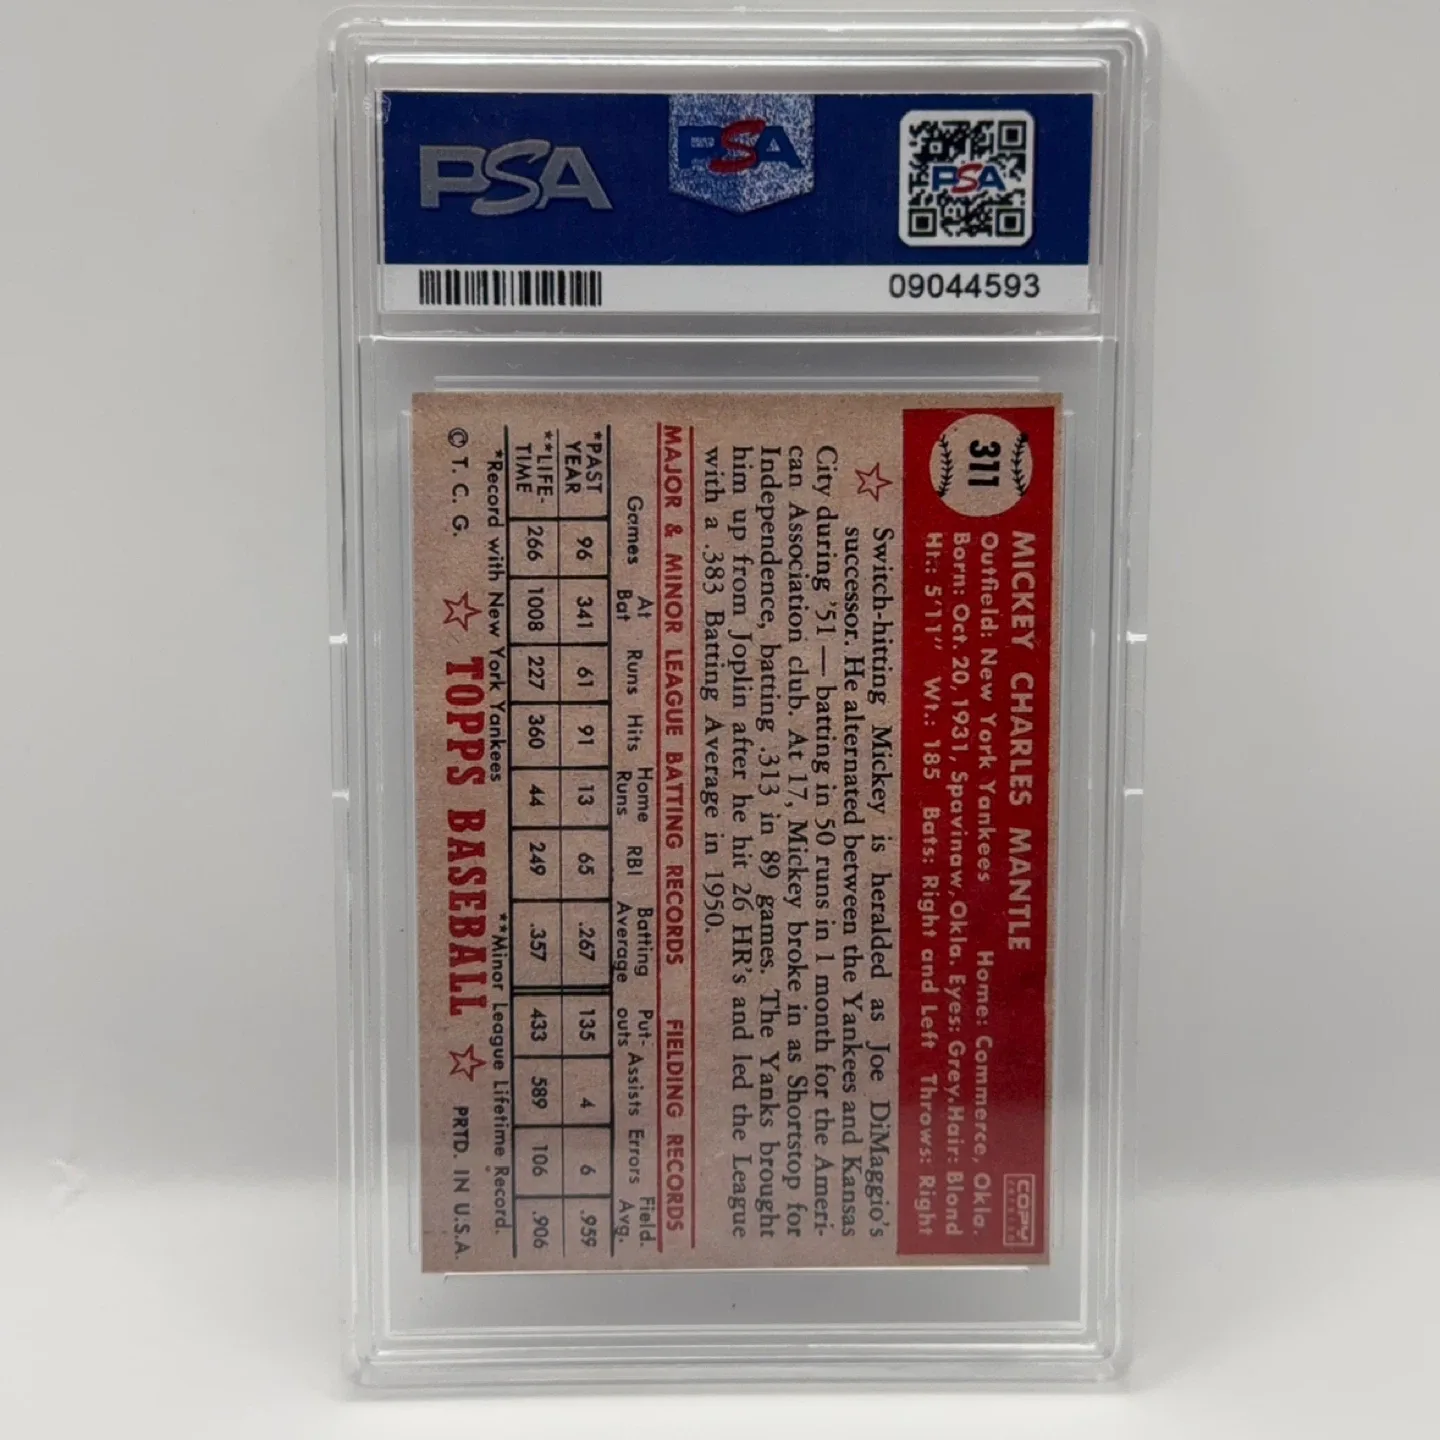 PSA
PSA
PSA
09044593
311
MICKEY CHARLES MANTLE
Outfield: New York Yankees Home: Commerce, Okla.
Born: Oct. 20, 1931, Spavinaw, Okla. Eyes: Grey. Hair: Blond
Ht.: 5'11" Wt.: 185 Bats: Right and Left Throws: Right
COPY
Switch-hitting Mickey is heralded as Joe DiMaggio's
successor. He alternated between the Yankees and Kansas
City during '51 — batting in 50 runs in 1 month for the Ameri-
can Association club. At 17, Mickey broke in as Shortstop for
Independence, batting .313 in 89 games. The Yanks brought
him up from Joplin after he hit 26 HR's and led the League
with a .383 Batting Average in 1950.
MAJOR & MINOR LEAGUE BATTING RECORDS FIELDING RECORDS
Games At Bat Runs Hits Home Runs RBI Batting Average Put-outs Assists Errors Field. Avg.
*PAST YEAR 96 341 61 91 13 65 .267 135 4 6 .959
**LIFE-TIME 266 1008 227 360 44 249 .357 433 589 106 .906
*Record with New York Yankees **Minor League Lifetime Record.
© T. C. G. TOPPS BASEBALL PRTD. IN U.S.A.